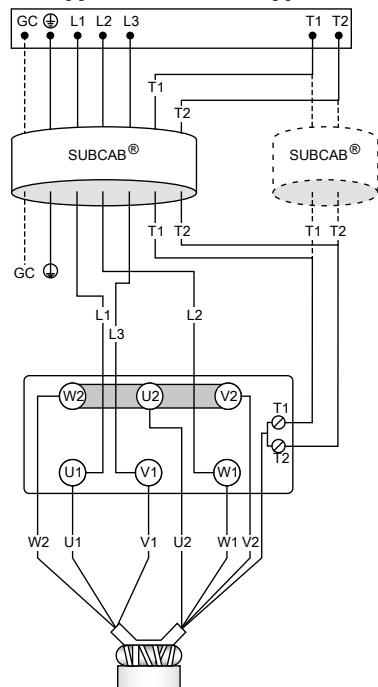 GC L1 L2 L3 T1 T2
T1
T2
SUBCAB® SUBCAB®
T1 T2 T1 T2
GC
L1 L2
L3
W2 U2 V2
T1
T2
U1 V1 W1
W2 U1 V1 U2 W1 V2